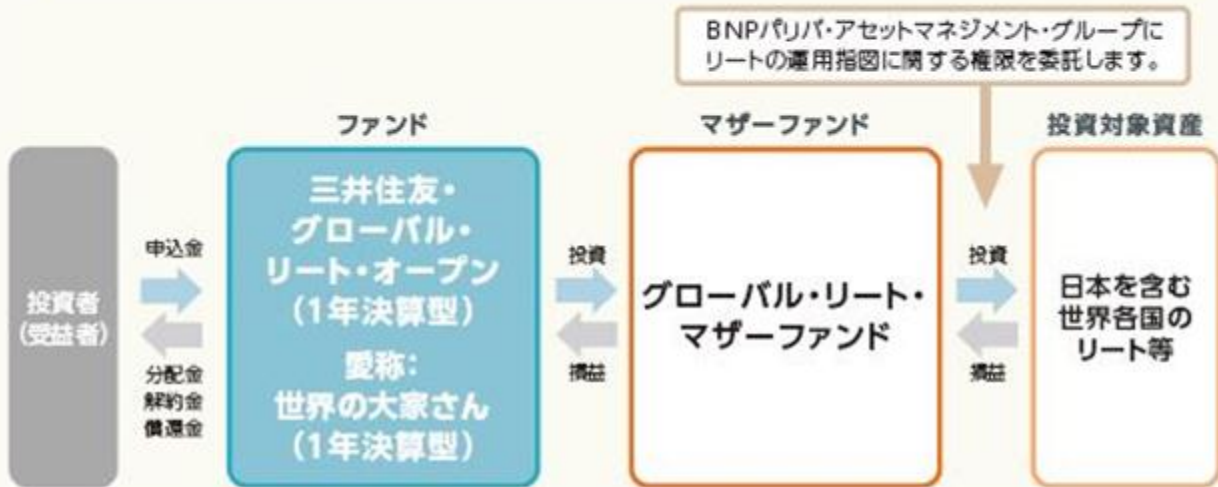 BNPパリバ・アセットマネジメント・グループに
リートの運用指図に関する権限を委託します。
ファンド
マザーファンド
投資対象資産
投資者
(受益者)
申込金
分配金
解約金
償還金
三井住友・
グローバル・
リート・オープン
(1年決算型)
愛称:
世界の大家さん
(1年決算型)
投資
損益
グローバル・リート・
マザーファンド
投資
損益
日本を含む
世界各国の
リート等